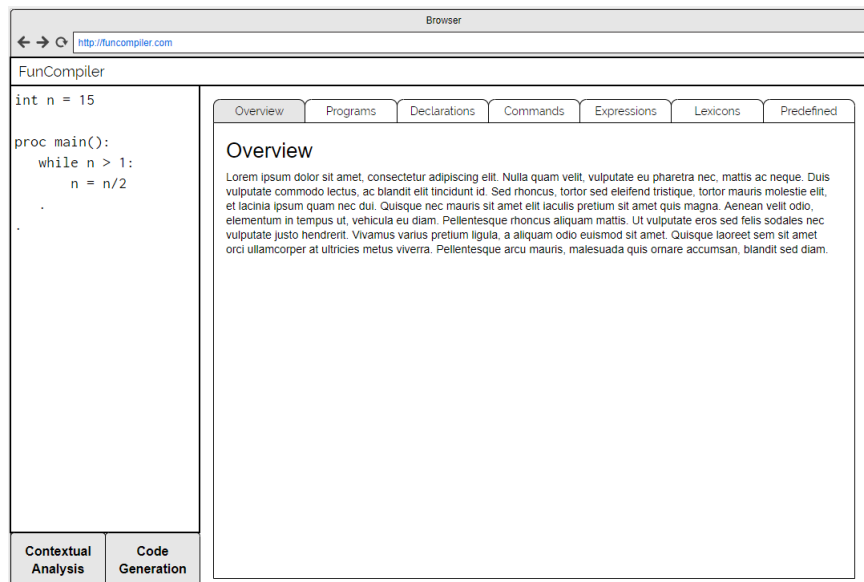 Browser
http://funcompiler.com
FunCompiler
int n = 15
proc main():
while n > 1:
n = n/2
.
.
Overview
Programs
Declarations
Commands
Expressions
Lexicons
Predefined
Overview
Lorem ipsum dolor sit amet, consectetur adipiscing elit. Nulla quam velit, vulputate eu pharetra nec, mattis ac neque. Duis
vulputate commodo lectus, ac blandit elit tincidunt id. Sed rhoncus, tortor sed eleifend tristique, tortor mauris molestie elit,
et lacinia ipsum quam nec dui. Quisque nec mauris sit amet elit iaculis pretium sit amet quis magna. Aenean velit odio,
elementum in tempus ut, vehicula eu diam. Pellentesque rhoncus aliquam mattis. Ut vulputate eros sed felis sodales nec
vulputate justo hendrerit. Vivamus varius pretium ligula, a aliquam odio euismod sit amet. Quisque laoreet sem sit amet
orci ullamcorper at ultricies metus viverra. Pellentesque arcu mauris, malesuada quis ornare accumsan, blandit sed diam.
Contextual
Analysis
Code
Generation